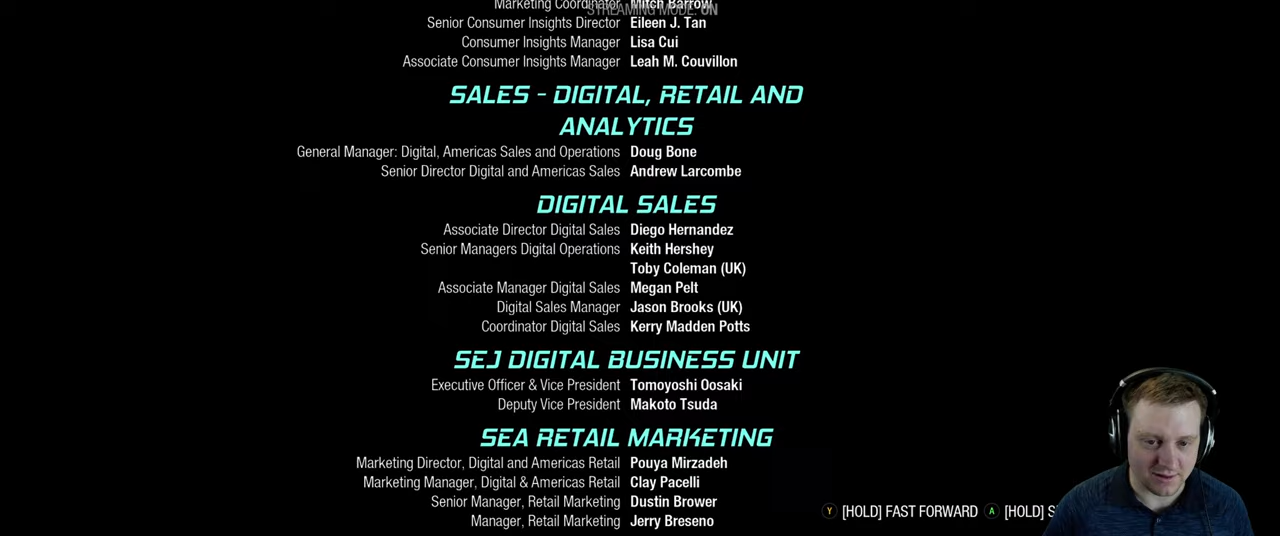 Marketing Coordinator Mitch Barrow
STREAMING MODE: ON
Senior Consumer Insights Director Eileen J. Tan
Consumer Insights Manager Lisa Cui
Associate Consumer Insights Manager Leah M. Couvillon
SALES - DIGITAL, RETAIL AND
ANALYTICS
General Manager: Digital, Americas Sales and Operations Doug Bone
Senior Director Digital and Americas Sales Andrew Larcombe
DIGITAL SALES
Associate Director Digital Sales Diego Hernandez
Senior Managers Digital Operations Keith Hershey
Toby Coleman (UK)
Associate Manager Digital Sales Megan Pelt
Digital Sales Manager Jason Brooks (UK)
Coordinator Digital Sales Kerry Madden Potts
SEJ DIGITAL BUSINESS UNIT
Executive Officer & Vice President Tomoyoshi Oosaki
Deputy Vice President Makoto Tsuda
SEA RETAIL MARKETING
Marketing Director, Digital and Americas Retail Pouya Mirzadeh
Marketing Manager, Digital & Americas Retail Clay Pacelli
Senior Manager, Retail Marketing Dustin Brower
Manager, Retail Marketing Jerry Breseno
Y [HOLD] FAST FORWARD A [HOLD]